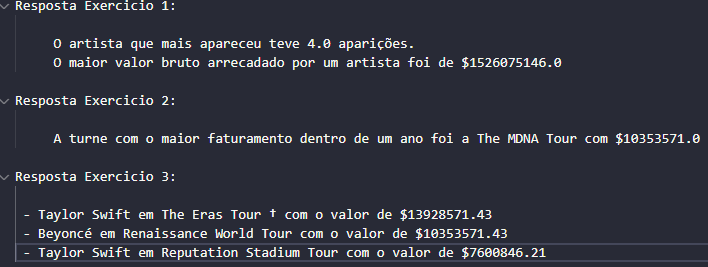 Resposta Exercicio 1:
O artista que mais apareceu teve 4.0 aparições.
O maior valor bruto arrecadado por um artista foi de $1526075146.0
Resposta Exercicio 2:
A turne com o maior faturamento dentro de um ano foi a The MDNA Tour com $10353571.0
Resposta Exercicio 3:
- Taylor Swift em The Eras Tour † com o valor de $13928571.43
- Beyoncé em Renaissance World Tour com o valor de $10353571.43
- Taylor Swift em Reputation Stadium Tour com o valor de $7600846.21